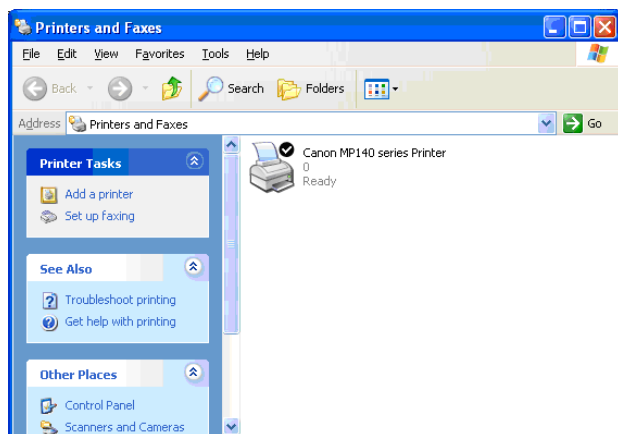 Printers and Faxes
File Edit View Favorites Tools Help
Back Search Folders
Address Printers and Faxes Go
Printer Tasks
Add a printer
Set up faxing
See Also
Troubleshoot printing
Get help with printing
Other Places
Control Panel
Scanners and Cameras
Canon MP140 series Printer
0
Ready